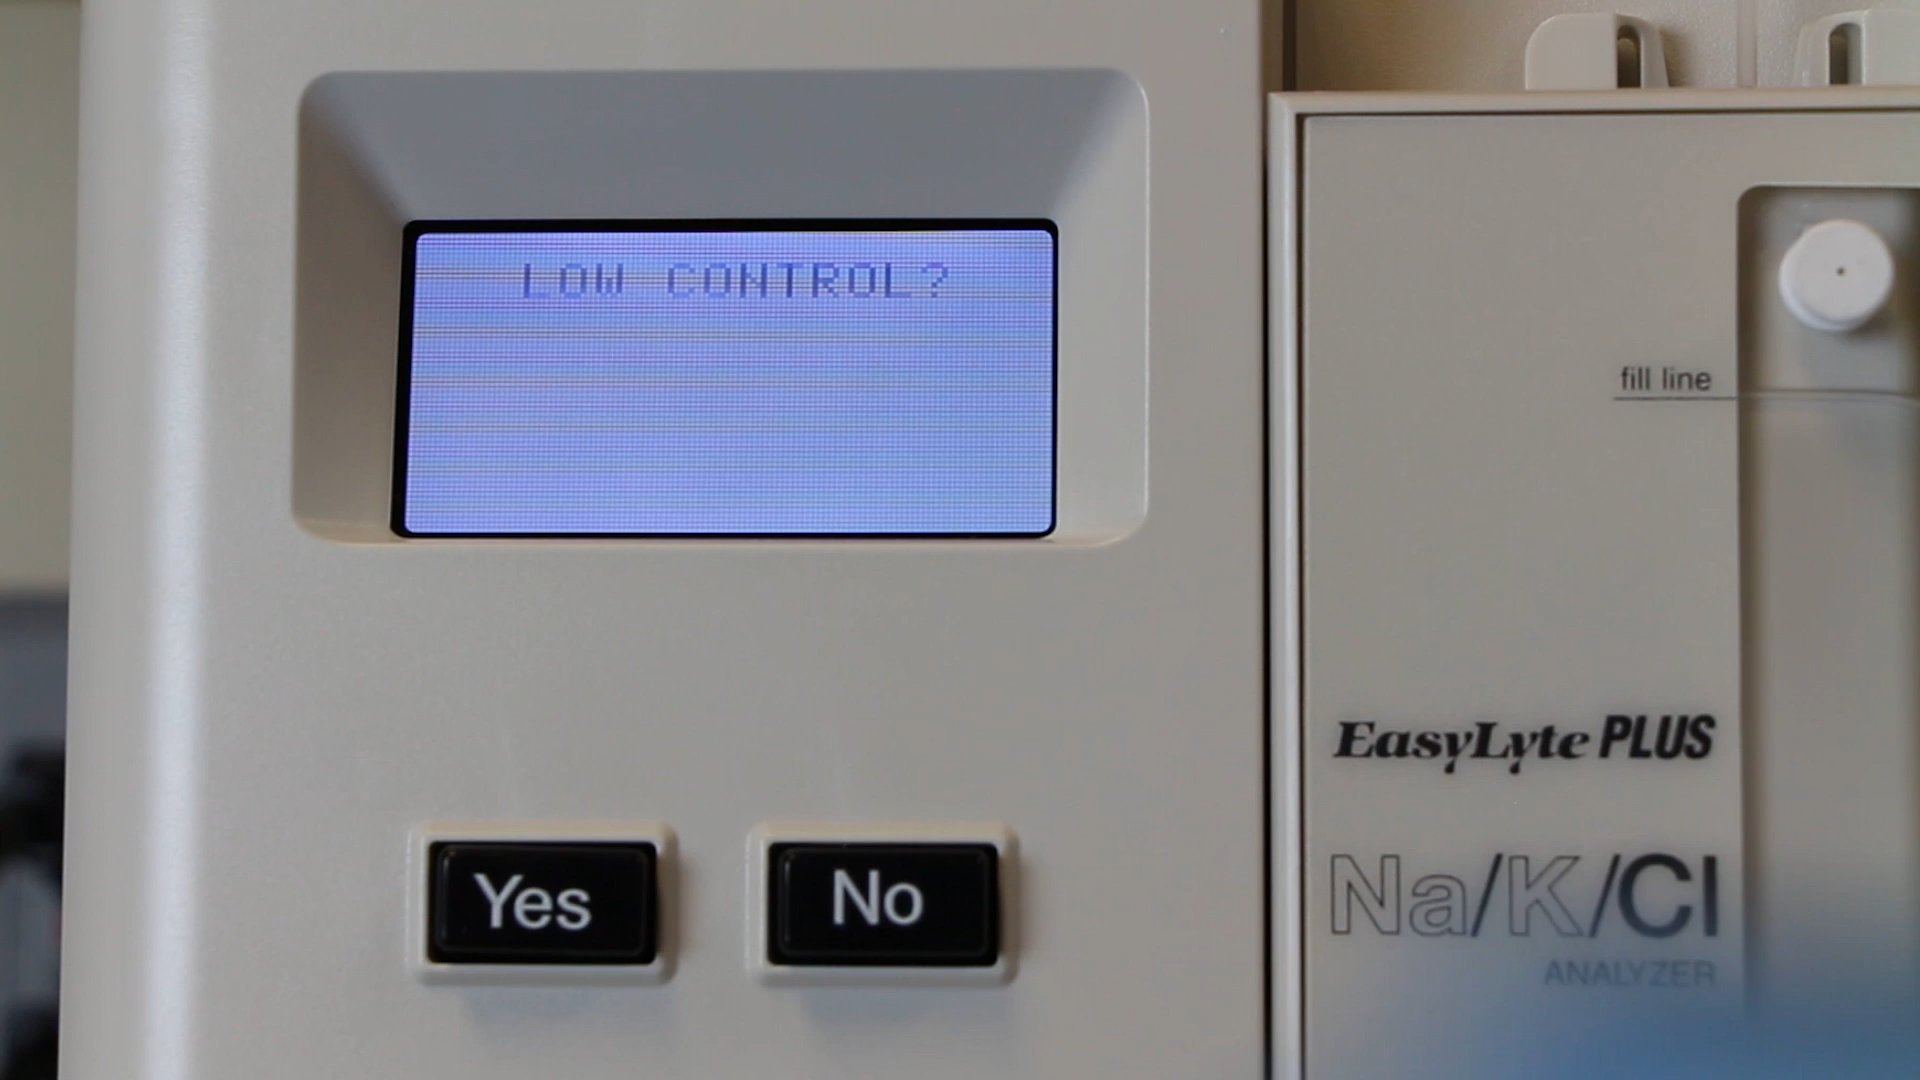 LOW CONTROL?
fill line
EasyLyte PLUS
Na/K/Cl
ANALYZER
Yes
No